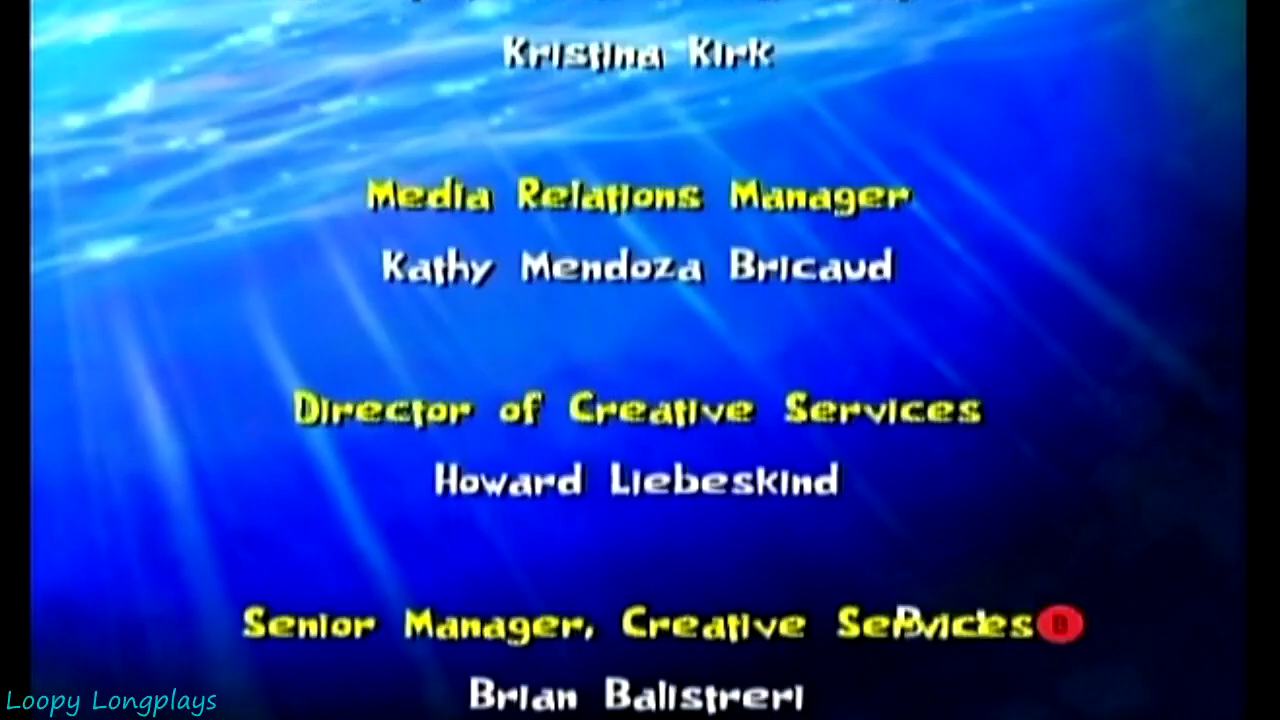 Kristina Kirk
Media Relations Manager
Kathy Mendoza Bricaud
Director of Creative Services
Howard Liebeskind
Senior Manager, Creative Services
Back B
Brian Balistreri
Loopy Longplays